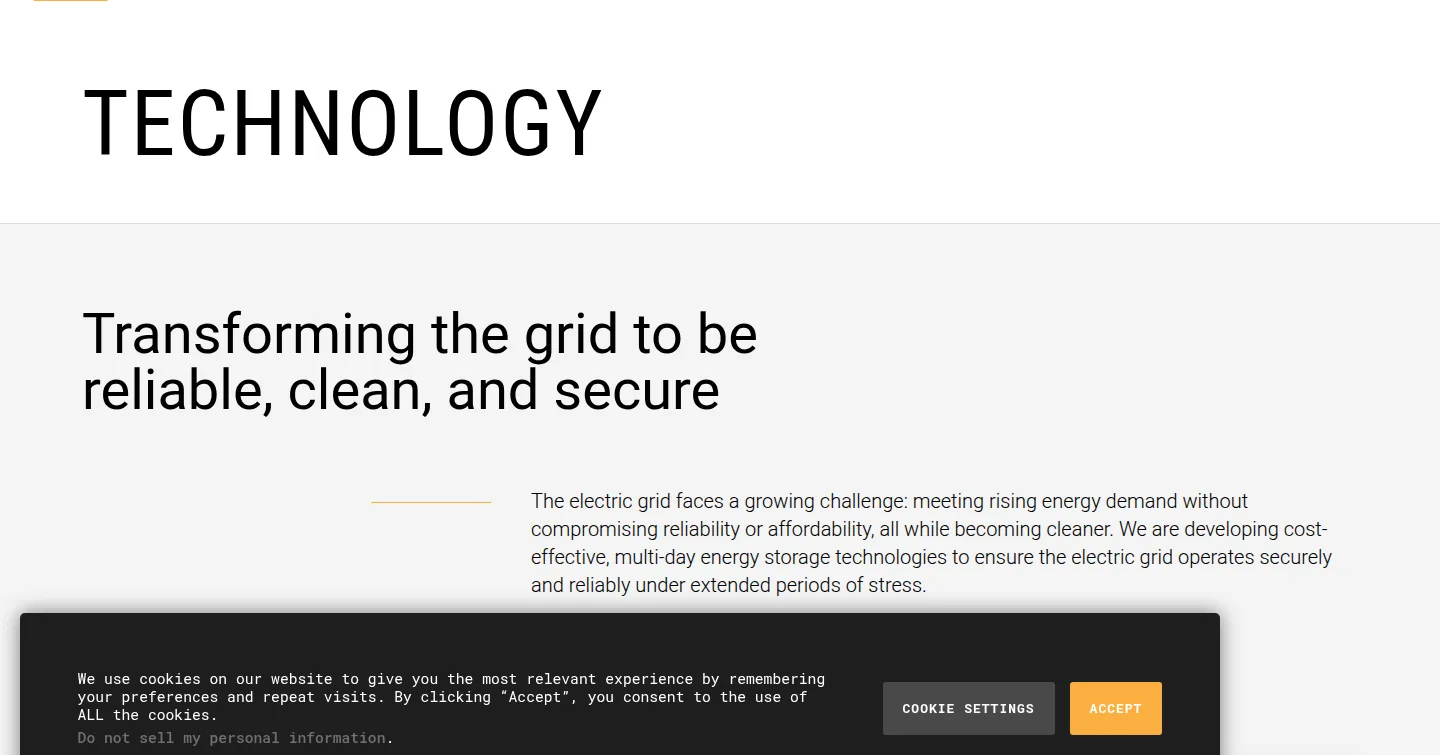 TECHNOLOGY
Transforming the grid to be
reliable, clean, and secure
The electric grid faces a growing challenge: meeting rising energy demand without
compromising reliability or affordability, all while becoming cleaner. We are developing cost-
effective, multi-day energy storage technologies to ensure the electric grid operates securely
and reliably under extended periods of stress.
We use cookies on our website to give you the most relevant experience by remembering
your preferences and repeat visits. By clicking “Accept”, you consent to the use of
ALL the cookies.
Do not sell my personal information.
COOKIE SETTINGS
ACCEPT